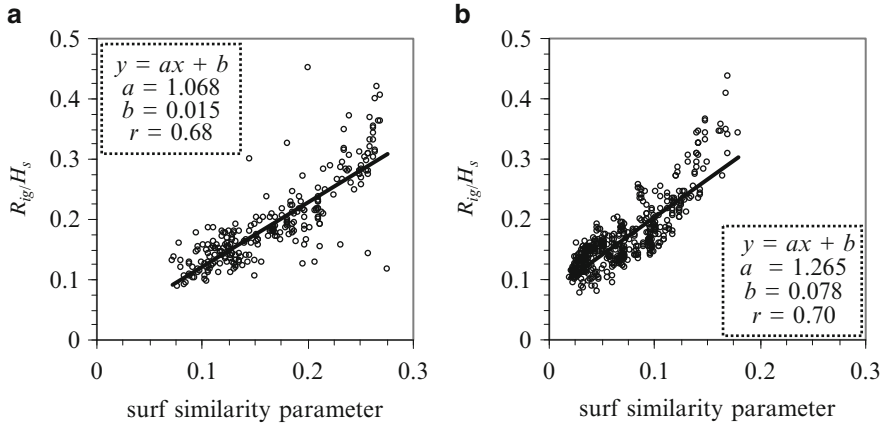 a
0.5
0.4
0.3
0.2
0.1
0
R_ig/H_s
y = ax + b
a = 1.068
b = 0.015
r = 0.68
0 0.1 0.2 0.3
surf similarity parameter
b
0.5
0.4
0.3
0.2
0.1
0
R_ig/H_s
y = ax + b
a = 1.265
b = 0.078
r = 0.70
0 0.1 0.2 0.3
surf similarity parameter